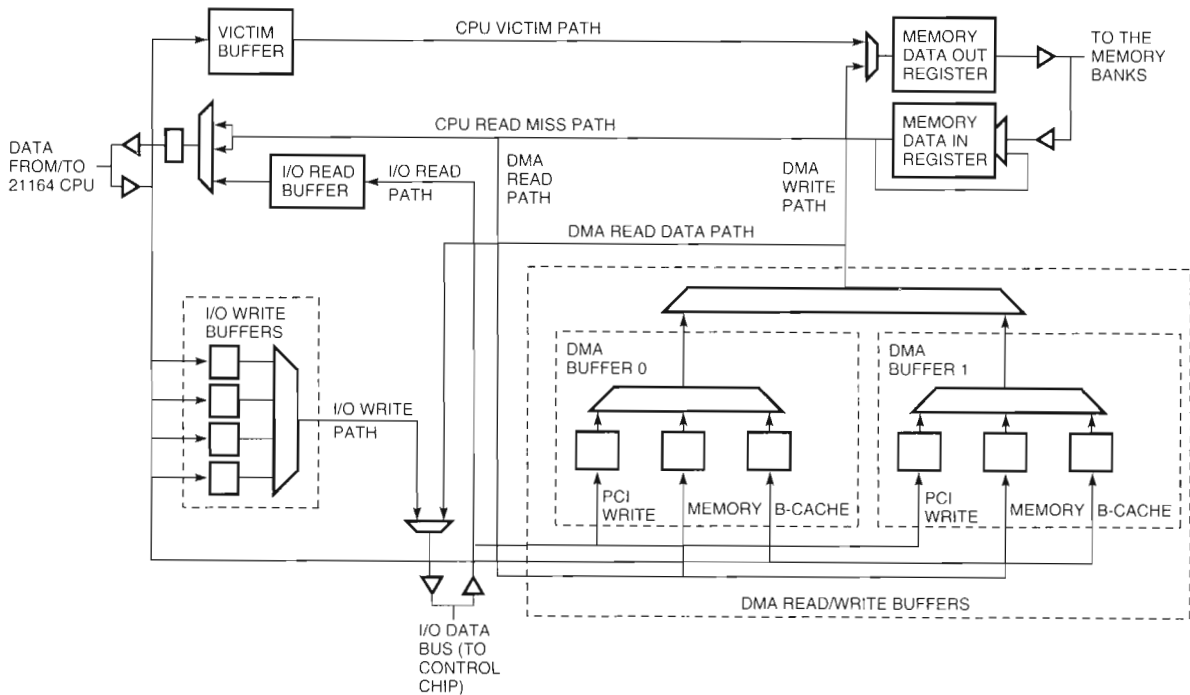 VICTIM
BUFFER
CPU VICTIM PATH
MEMORY
DATA OUT
REGISTER
TO THE
MEMORY
BANKS
DATA
FROM/TO
21164 CPU
CPU READ MISS PATH
MEMORY
DATA IN
REGISTER
I/O READ
BUFFER
I/O READ
PATH
DMA
READ
PATH
DMA
WRITE
PATH
DMA READ DATA PATH
I/O WRITE
BUFFERS
I/O WRITE
PATH
DMA
BUFFER 0
PCI
WRITE
MEMORY
B-CACHE
DMA
BUFFER 1
PCI
WRITE
MEMORY
B-CACHE
DMA READ/WRITE BUFFERS
I/O DATA
BUS (TO
CONTROL
CHIP)